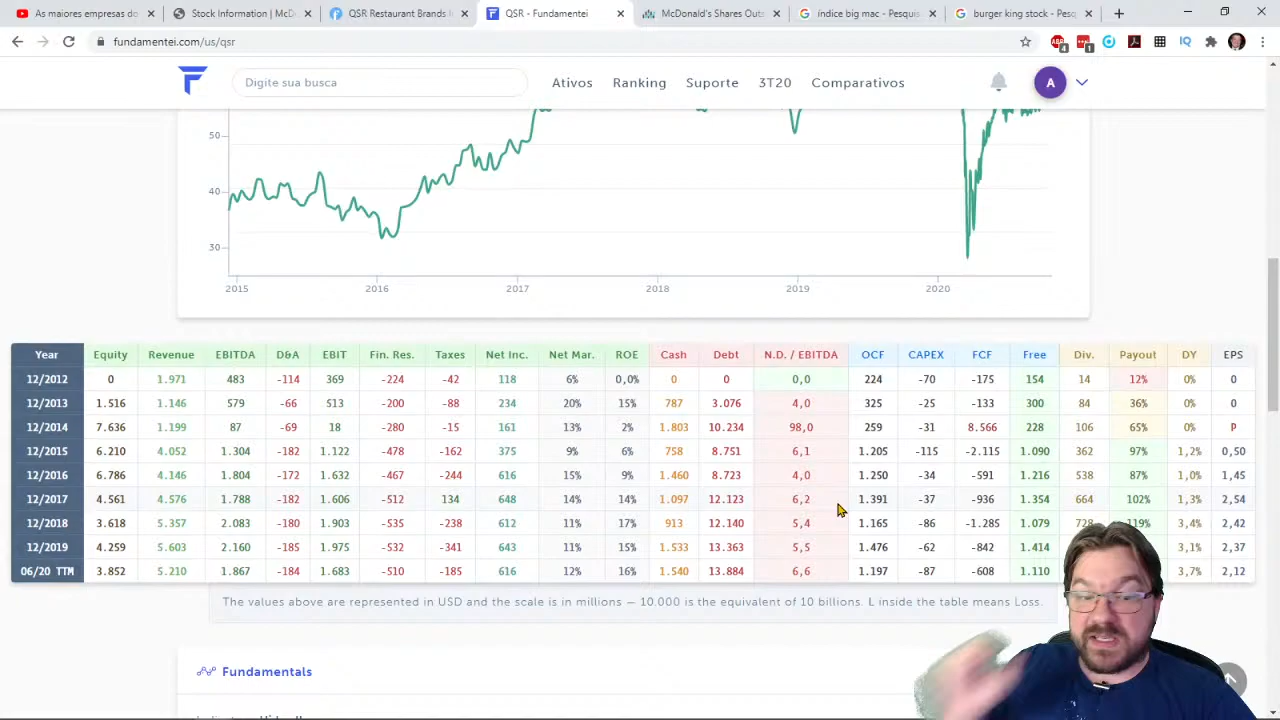 As maiores empresas do
Stock Information | McDo
QSR Restaurant Brands I
QSR - Fundamentei
McDonald's Shares Outs
índice big mac - Pesquis
burger king stock - Pesq
fundamentei.com/us/qsr
4
1
IQ
Digite sua busca
Ativos
Ranking
Suporte
3T20
Comparativos
A
50
40
30
2015 2016 2017 2018 2019 2020
Year Equity Revenue EBITDA D&A EBIT Fin. Res. Taxes Net Inc. Net Mar. ROE Cash Debt N.D. / EBITDA OCF CAPEX FCF Free Div. Payout DY EPS
12/2012 0 1.971 483 -114 369 -224 -42 118 6% 0,0% 0 0 0,0 224 -70 -175 154 14 12% 0% 0
12/2013 1.516 1.146 579 -66 513 -200 -88 234 20% 15% 787 3.076 4,0 325 -25 -133 300 84 36% 0% 0
12/2014 7.636 1.199 87 -69 18 -280 -15 161 13% 2% 1.803 10.234 98,0 259 -31 8.566 228 106 65% 0% P
12/2015 6.210 4.052 1.304 -182 1.122 -478 -162 375 9% 6% 758 8.751 6,1 1.205 -115 -2.115 1.090 362 97% 1,2% 0,50
12/2016 6.786 4.146 1.804 -172 1.632 -467 -244 616 15% 9% 1.460 8.723 4,0 1.250 -34 -591 1.216 538 87% 1,0% 1,45
12/2017 4.561 4.576 1.788 -182 1.606 -512 134 648 14% 14% 1.097 12.123 6,2 1.391 -37 -936 1.354 664 102% 1,3% 2,54
12/2018 3.618 5.357 2.083 -180 1.903 -535 -238 612 11% 17% 913 12.140 5,4 1.165 -86 -1.285 1.079 728 119% 3,4% 2,42
12/2019 4.259 5.603 2.160 -185 1.975 -532 -341 643 11% 15% 1.533 13.363 5,5 1.476 -62 -842 1.414 3,1% 2,37
06/20 TTM 3.852 5.210 1.867 -184 1.683 -510 -185 616 12% 16% 1.540 13.884 6,6 1.197 -87 -608 1.110 3,7% 2,12
The values above are represented in USD and the scale is in millions — 10.000 is the equivalent of 10 billions. L inside the table means Loss.
Fundamentals